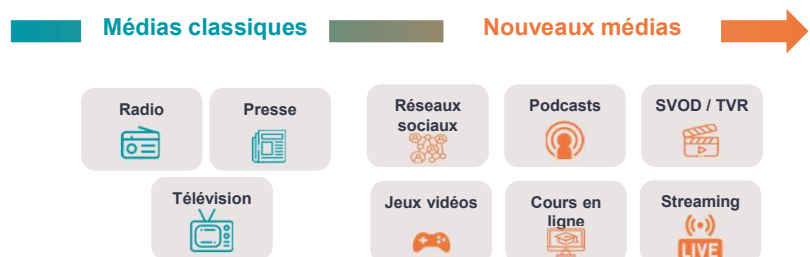 Médias classiques
Nouveaux médias
Radio
Presse
Réseaux
sociaux
Podcasts
SVOD / TVR
Télévision
Jeux vidéos
Cours en
ligne
Streaming
LIVE